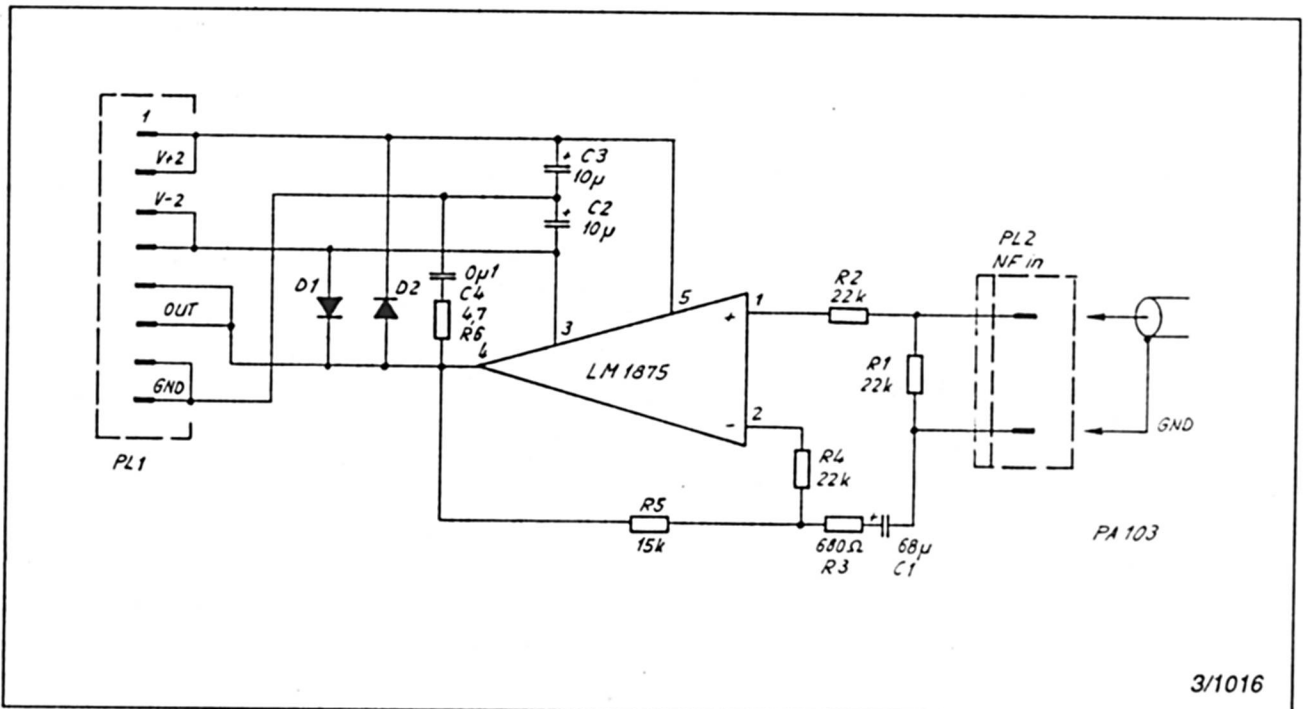 1
V+2
V-2
OUT
GND
PL1
D1
D2
+ C3
10µ
+ C2
10µ
0µ1
C4
4,7
R6
5
3
4
LM 1875
+
1
-
2
R2
22k
R1
22k
R4
22k
R5
15k
680Ω
R3
+
68µ
C1
PL2
NF in
GND
PA 103
3/1016